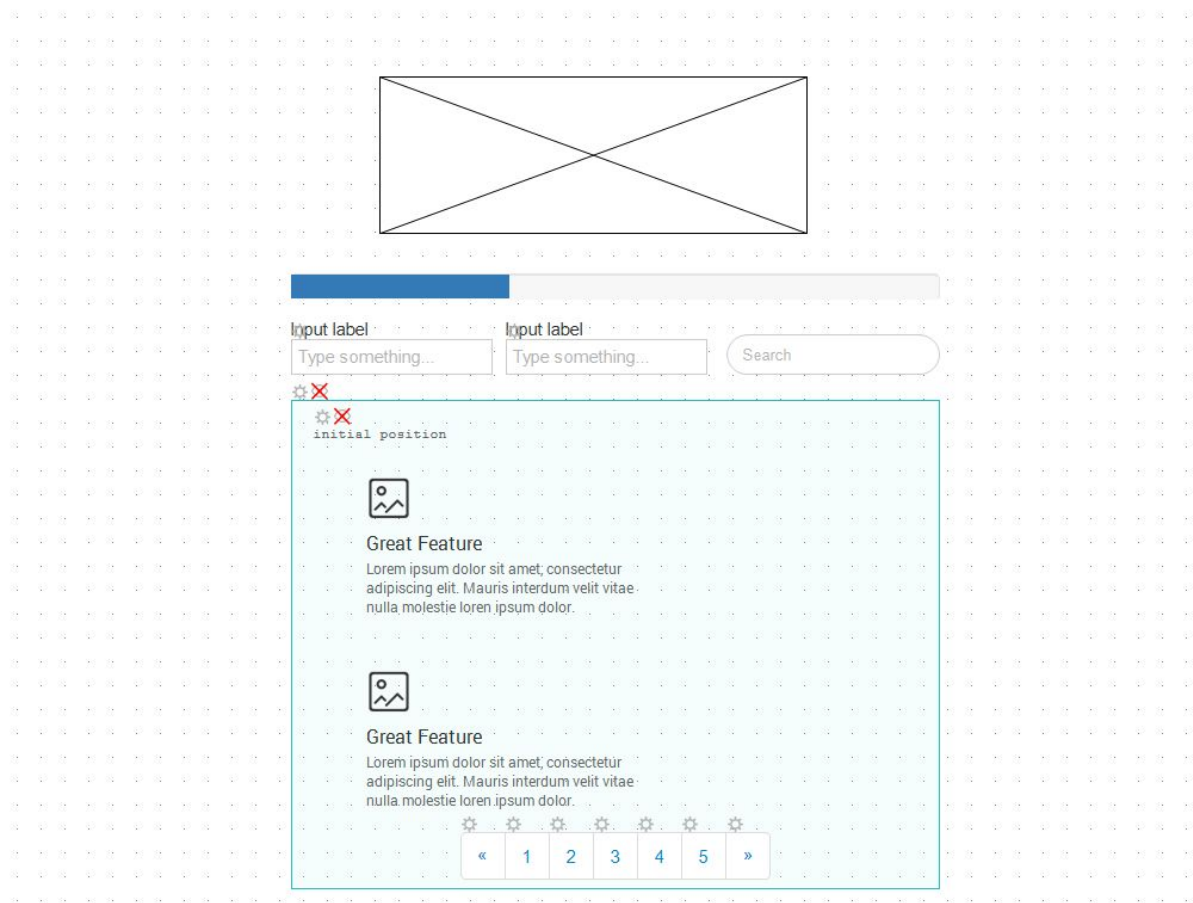 Input label
Input label
Type something...
Type something...
Search
initial position
Great Feature
Lorem ipsum dolor sit amet, consectetur
adipiscing elit. Mauris interdum velit vitae
nulla molestie loren ipsum dolor.
Great Feature
Lorem ipsum dolor sit amet, consectetur
adipiscing elit. Mauris interdum velit vitae
nulla molestie loren ipsum dolor.
« 1 2 3 4 5 »